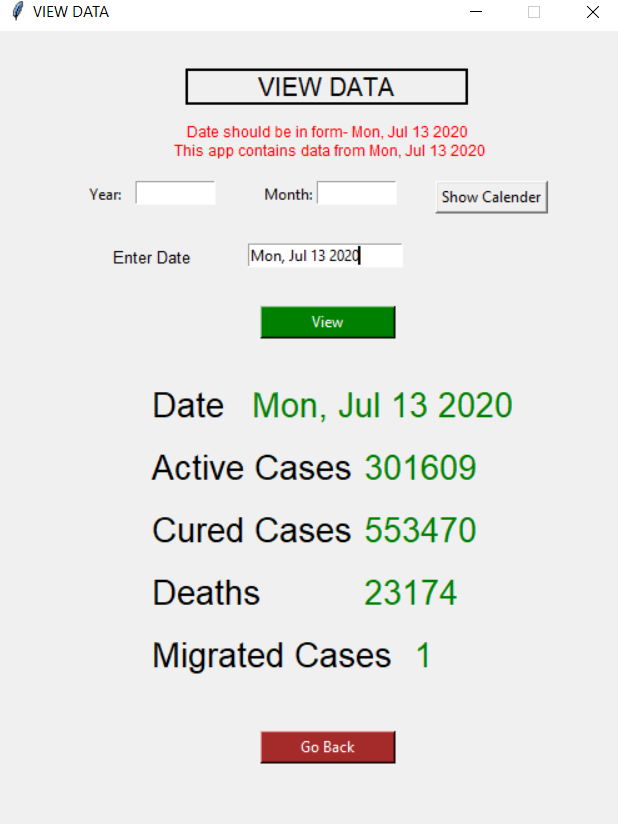 VIEW DATA
VIEW DATA
Date should be in form- Mon, Jul 13 2020
This app contains data from Mon, Jul 13 2020
Year: Month: Show Calender
Enter Date Mon, Jul 13 2020
View
Date Mon, Jul 13 2020
Active Cases 301609
Cured Cases 553470
Deaths 23174
Migrated Cases 1
Go Back